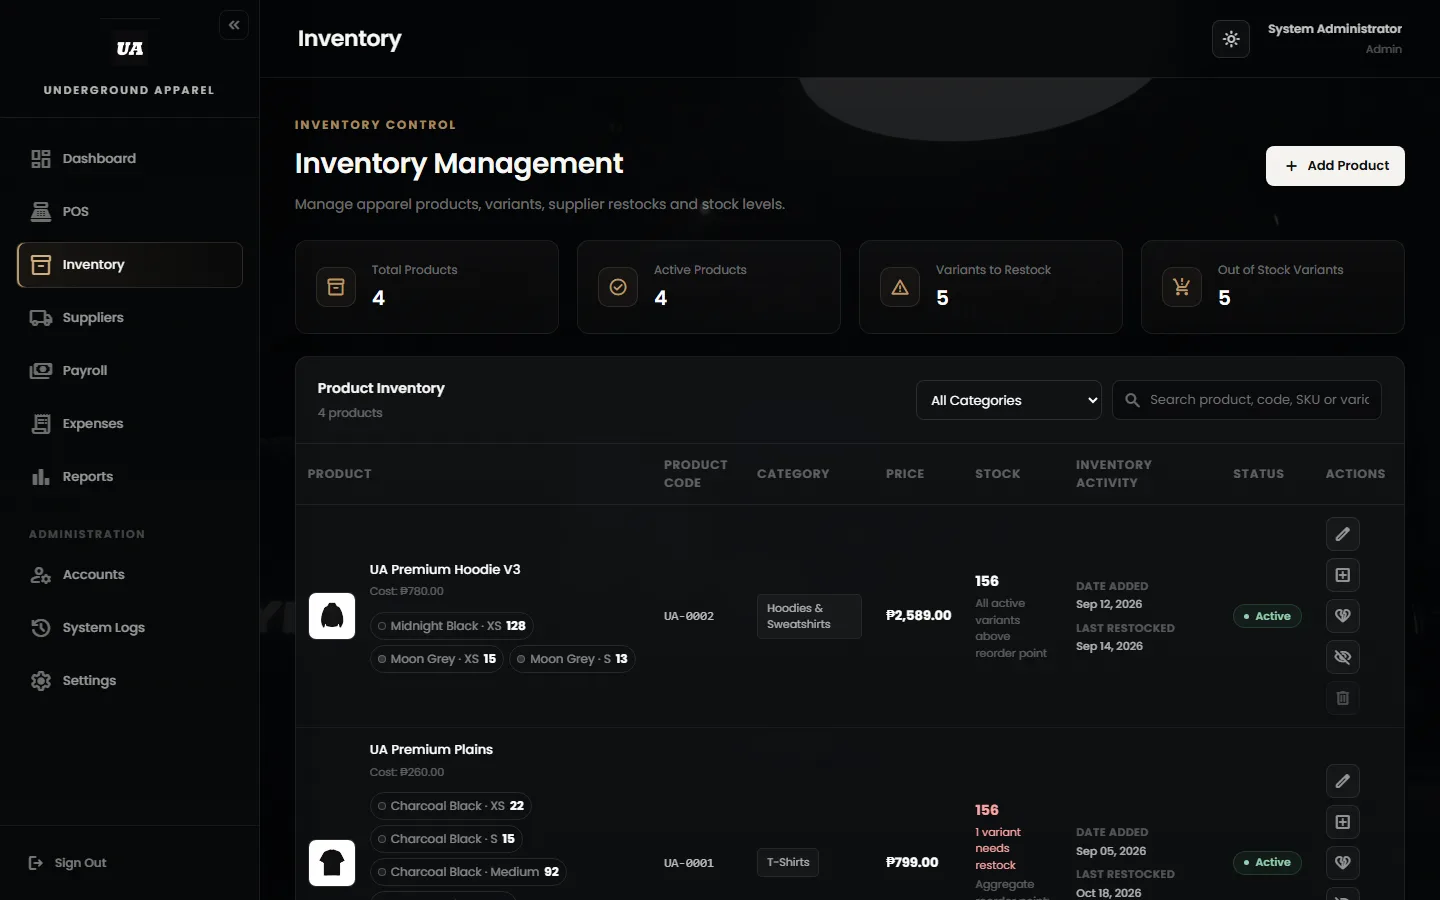 UA
UNDERGROUND APPAREL
Dashboard
POS
Inventory
Suppliers
Payroll
Expenses
Reports
ADMINISTRATION
Accounts
System Logs
Settings
Sign Out
Inventory
System Administrator
Admin
INVENTORY CONTROL
Inventory Management
Manage apparel products, variants, supplier restocks and stock levels.
+ Add Product
Total Products
4
Active Products
4
Variants to Restock
5
Out of Stock Variants
5
Product Inventory
4 products
All Categories
Search product, code, SKU or varic
PRODUCT
PRODUCT
CODE
CATEGORY
PRICE
STOCK
INVENTORY
ACTIVITY
STATUS
ACTIONS
UA Premium Hoodie V3
Cost: ₱780.00
Midnight Black · XS 128
Moon Grey · XS 15
Moon Grey · S 13
UA-0002
Hoodies &
Sweatshirts
₱2,589.00
156
All active
variants
above
reorder point
DATE ADDED
Sep 12, 2026
LAST RESTOCKED
Sep 14, 2026
Active
UA Premium Plains
Cost: ₱260.00
Charcoal Black · XS 22
Charcoal Black · S 15
Charcoal Black · Medium 92
UA-0001
T-Shirts
₱799.00
156
1 variant
needs
restock
Aggregate
DATE ADDED
Sep 05, 2026
LAST RESTOCKED
Oct 18, 2026
Active